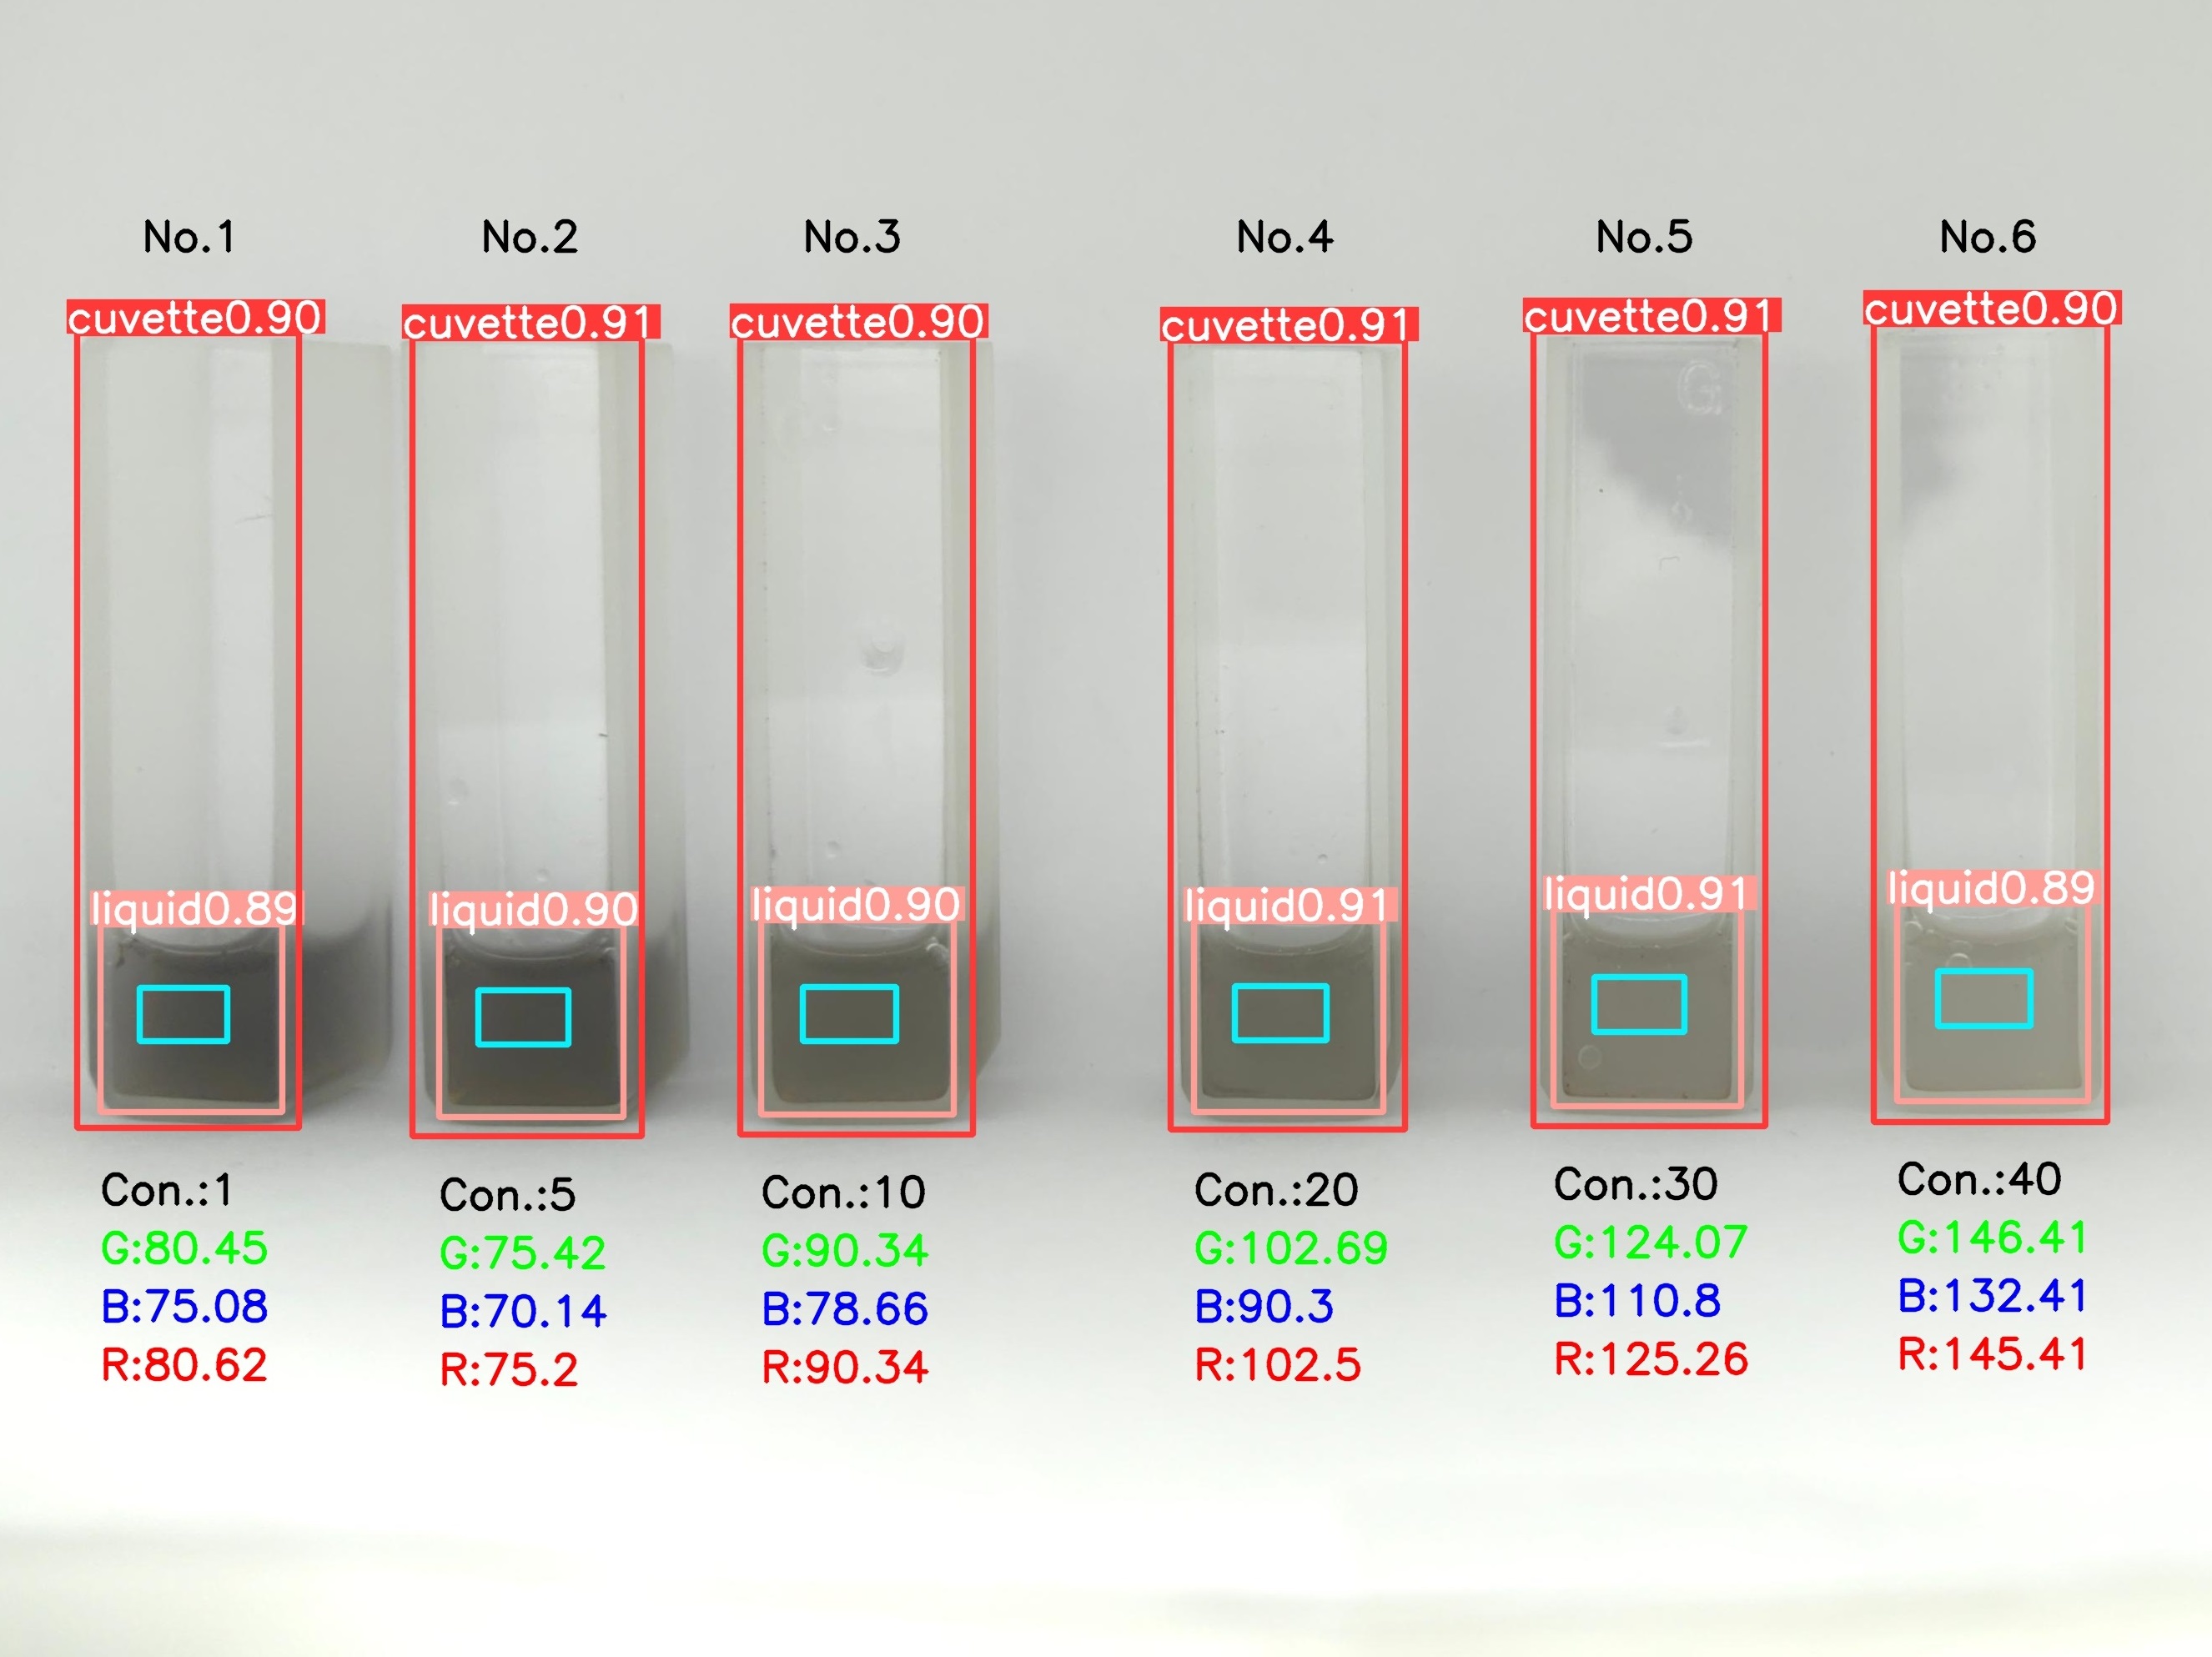 No.1 No.2 No.3 No.4 No.5 No.6
cuvette0.90 cuvette0.91 cuvette0.90 cuvette0.91 cuvette0.91 cuvette0.90
G
liquid0.89 liquid0.90 liquid0.90 liquid0.91 liquid0.91 liquid0.89
Con.:1 Con.:5 Con.:10 Con.:20 Con.:30 Con.:40
G:80.45 G:75.42 G:90.34 G:102.69 G:124.07 G:146.41
B:75.08 B:70.14 B:78.66 B:90.3 B:110.8 B:132.41
R:80.62 R:75.2 R:90.34 R:102.5 R:125.26 R:145.41